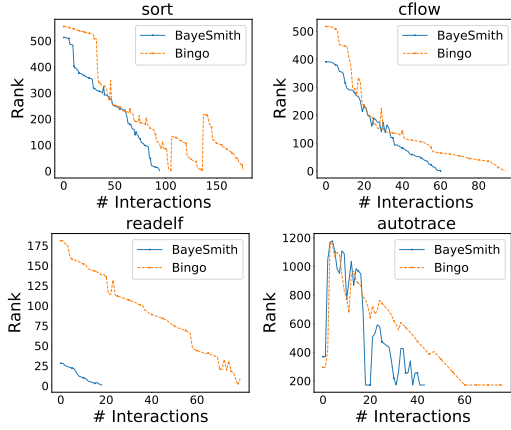 sort
500
400
300
200
100
0
0
50
100
150
Rank
# Interactions
BayeSmith
Bingo
cflow
500
400
300
200
100
0
0
20
40
60
80
Rank
# Interactions
BayeSmith
Bingo
readelf
175
150
125
100
75
50
25
0
0
20
40
60
80
Rank
# Interactions
BayeSmith
Bingo
autotrace
1200
1000
800
600
400
200
0
20
40
60
Rank
# Interactions
BayeSmith
Bingo